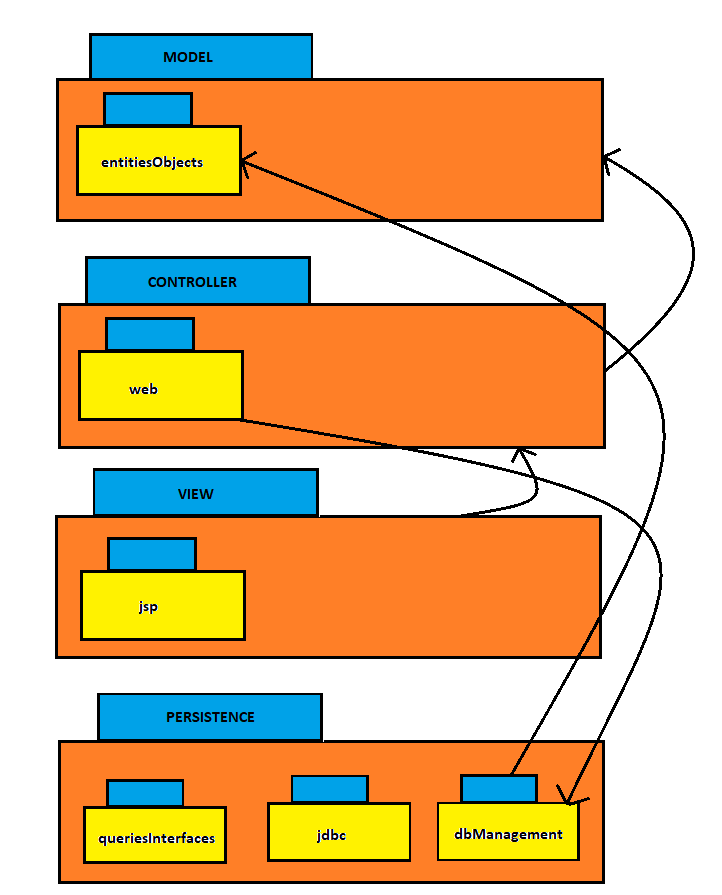 MODEL
entitiesObjects
CONTROLLER
web
VIEW
jsp
PERSISTENCE
queriesInterfaces
jdbc
dbManagement